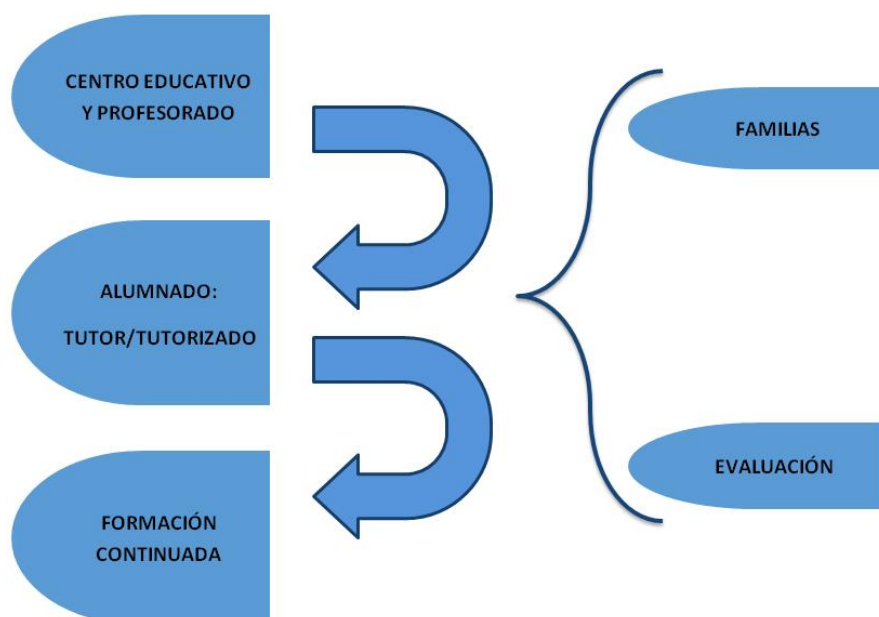 CENTRO EDUCATIVO
Y PROFESORADO
ALUMNADO:
TUTOR/TUTORIZADO
FORMACIÓN
CONTINUADA
FAMILIAS
EVALUACIÓN